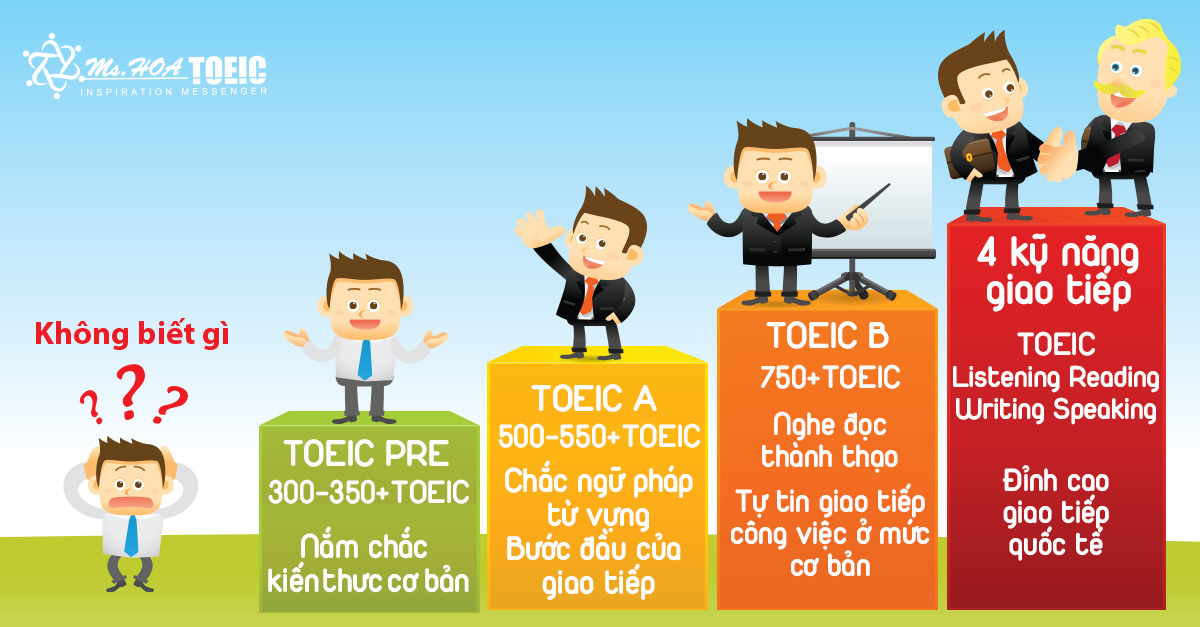 Ms.HOA TOEIC
INSPIRATION MESSENGER
Không biết gì
? ? ?
TOEIC PRE
300-350+TOEIC
Nắm chắc
kiến thưc cơ bản
TOEIC A
500-550+TOEIC
Chắc ngữ pháp
từ vựng
Bước đầu của
giao tiếp
TOEIC B
750+TOEIC
Nghe đọc
thành thạo
Tự tin giao tiếp
công việc ở mức
cơ bản
4 kỹ năng
giao tiếp
TOEIC
Listening Reading
Writing Speaking
Đỉnh cao
giao tiếp
quốc tế